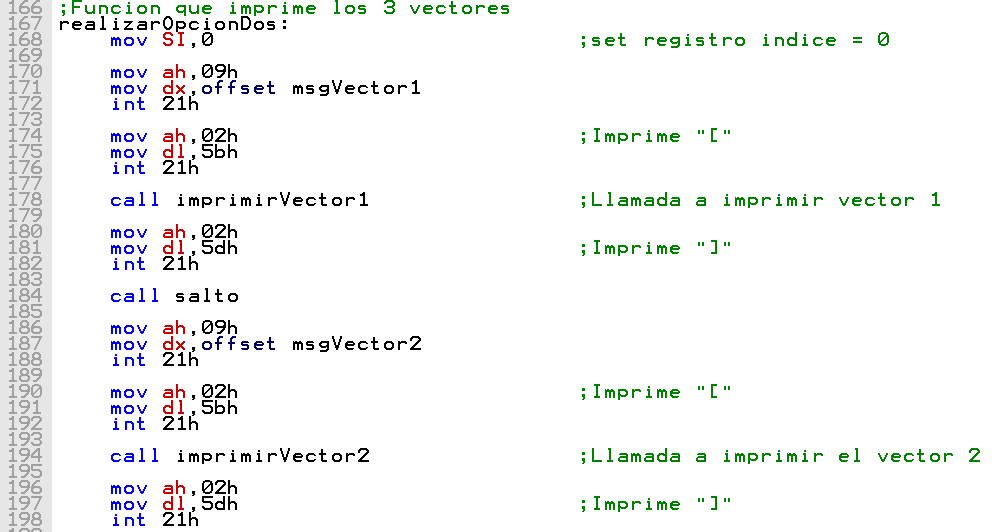 166 ;Funcion que imprime los 3 vectores
167 realizarOpcionDos:
168 mov SI,0 ;set registro indice = 0
169
170 mov ah,09h
171 mov dx,offset msgVector1
172 int 21h
173
174 mov ah,02h ;Imprime "["
175 mov dl,5bh
176 int 21h
177
178 call imprimirVector1 ;Llamada a imprimir vector 1
179
180 mov ah,02h
181 mov dl,5dh ;Imprime "]"
182 int 21h
183
184 call salto
185
186 mov ah,09h
187 mov dx,offset msgVector2
188 int 21h
189
190 mov ah,02h ;Imprime "["
191 mov dl,5bh
192 int 21h
193
194 call imprimirVector2 ;Llamada a imprimir el vector 2
195
196 mov ah,02h
197 mov dl,5dh ;Imprime "]"
198 int 21h